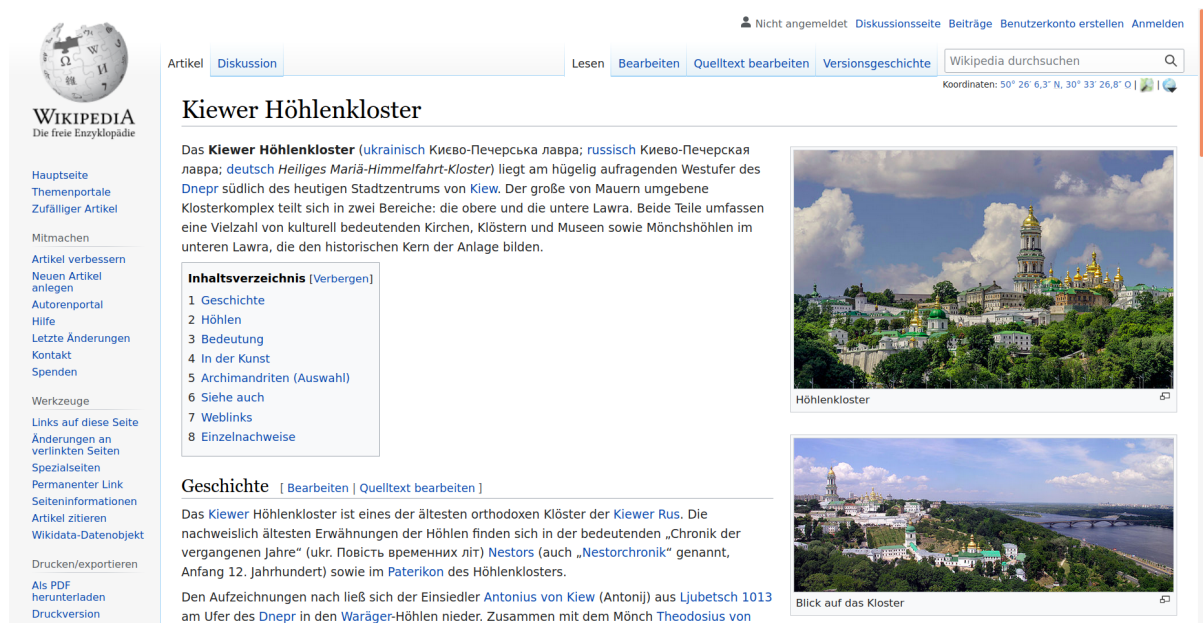 Nicht angemeldet Diskussionsseite Beiträge Benutzerkonto erstellen Anmelden
Artikel Diskussion Lesen Bearbeiten Quelltext bearbeiten Versionsgeschichte Wikipedia durchsuchen
Koordinaten: 50° 26′ 6,3″ N, 30° 33′ 26,8″ O | |
WIKIPEDIA
Die freie Enzyklopädie
Hauptseite
Themenportale
Zufälliger Artikel
Mitmachen
Artikel verbessern
Neuen Artikel
anlegen
Autorenportal
Hilfe
Letzte Änderungen
Kontakt
Spenden
Werkzeuge
Links auf diese Seite
Änderungen an
verlinkten Seiten
Spezialseiten
Permanenter Link
Seiteninformationen
Artikel zitieren
Wikidata-Datenobjekt
Drucken/exportieren
Als PDF
herunterladen
Druckversion
Kiewer Höhlenkloster
Das Kiewer Höhlenkloster (ukrainisch Києво-Печерська лавра; russisch Киево-Печерская
лавра; deutsch Heiliges Mariä-Himmelfahrt-Kloster) liegt am hügelig aufragenden Westufer des
Dnepr südlich des heutigen Stadtzentrums von Kiew. Der große von Mauern umgebene
Klosterkomplex teilt sich in zwei Bereiche: die obere und die untere Lawra. Beide Teile umfassen
eine Vielzahl von kulturell bedeutenden Kirchen, Klöstern und Museen sowie Mönchshöhlen im
unteren Lawra, die den historischen Kern der Anlage bilden.
Inhaltsverzeichnis [Verbergen]
1 Geschichte
2 Höhlen
3 Bedeutung
4 In der Kunst
5 Archimandriten (Auswahl)
6 Siehe auch
7 Weblinks
8 Einzelnachweise
Geschichte [ Bearbeiten | Quelltext bearbeiten ]
Das Kiewer Höhlenkloster ist eines der ältesten orthodoxen Klöster der Kiewer Rus. Die
nachweislich ältesten Erwähnungen der Höhlen finden sich in der bedeutenden „Chronik der
vergangenen Jahre“ (ukr. Повість временних літ) Nestors (auch „Nestorchronik“ genannt,
Anfang 12. Jahrhundert) sowie im Paterikon des Höhlenklosters.
Den Aufzeichnungen nach ließ sich der Einsiedler Antonius von Kiew (Antonij) aus Ljubetsch 1013
am Ufer des Dnepr in den Waräger-Höhlen nieder. Zusammen mit dem Mönch Theodosius von
Höhlenkloster
Blick auf das Kloster